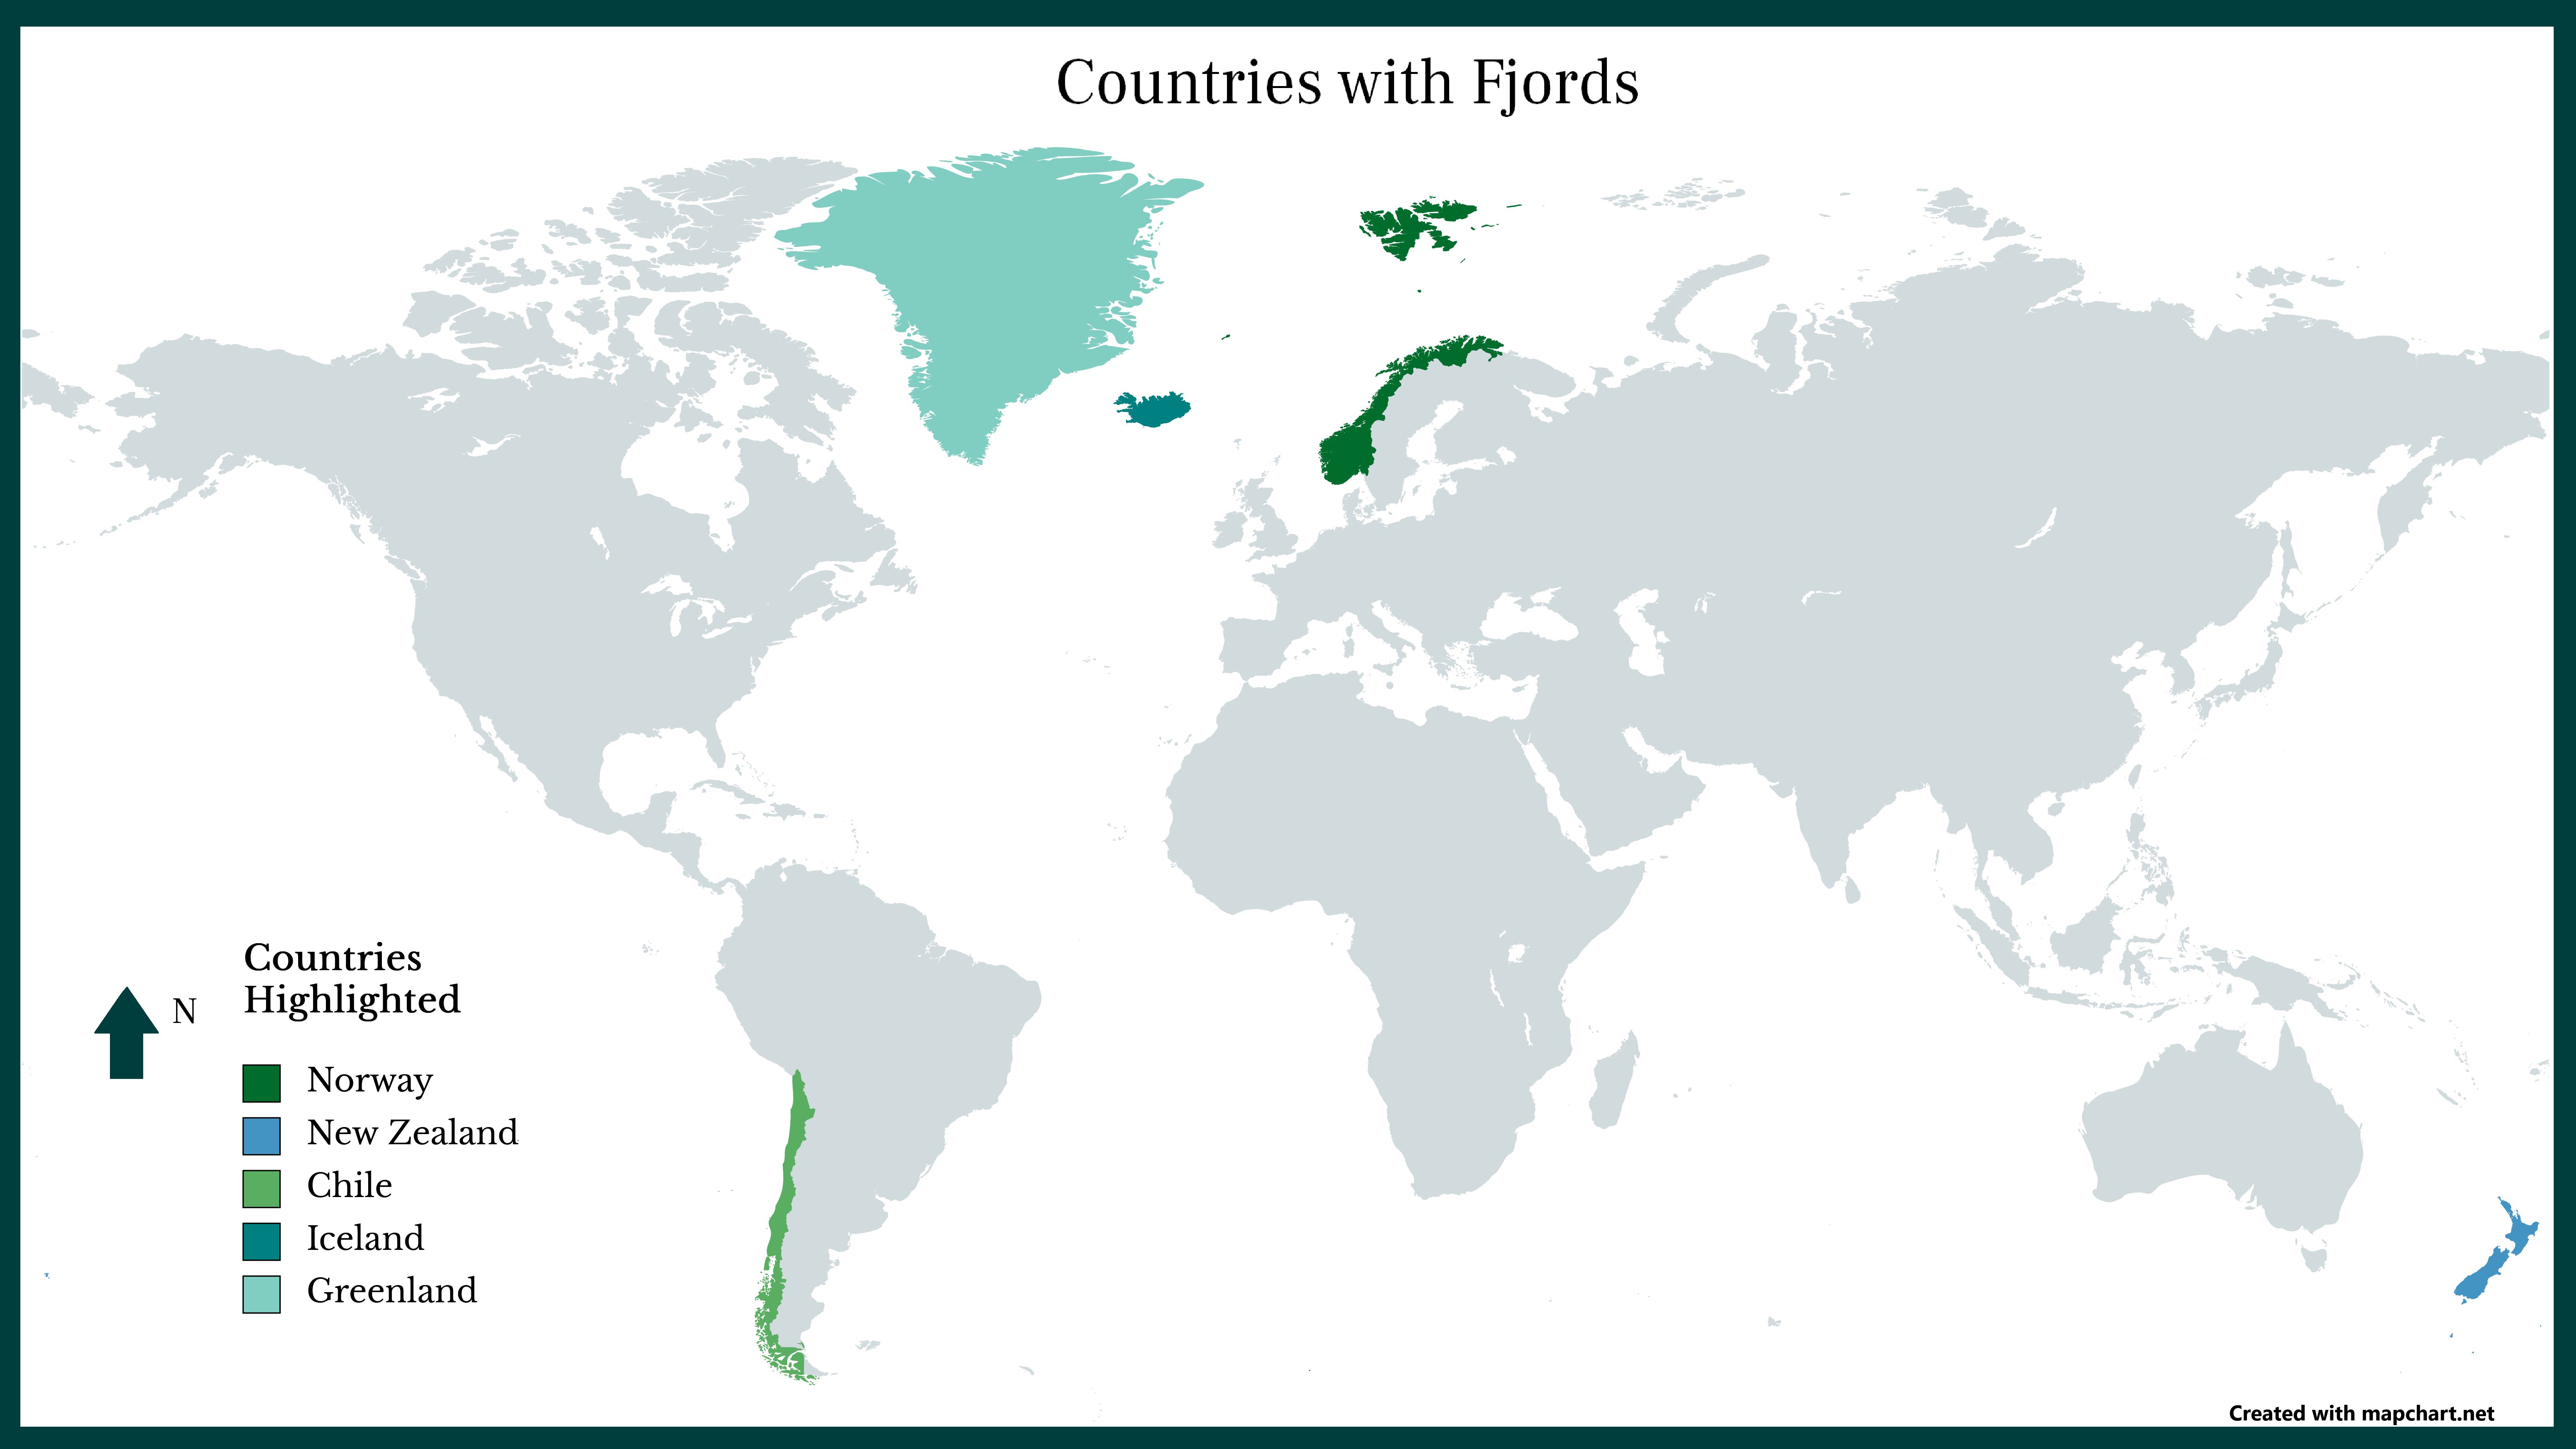 Countries with Fjords
N
Countries
Highlighted
Norway
New Zealand
Chile
Iceland
Greenland
Created with mapchart.net